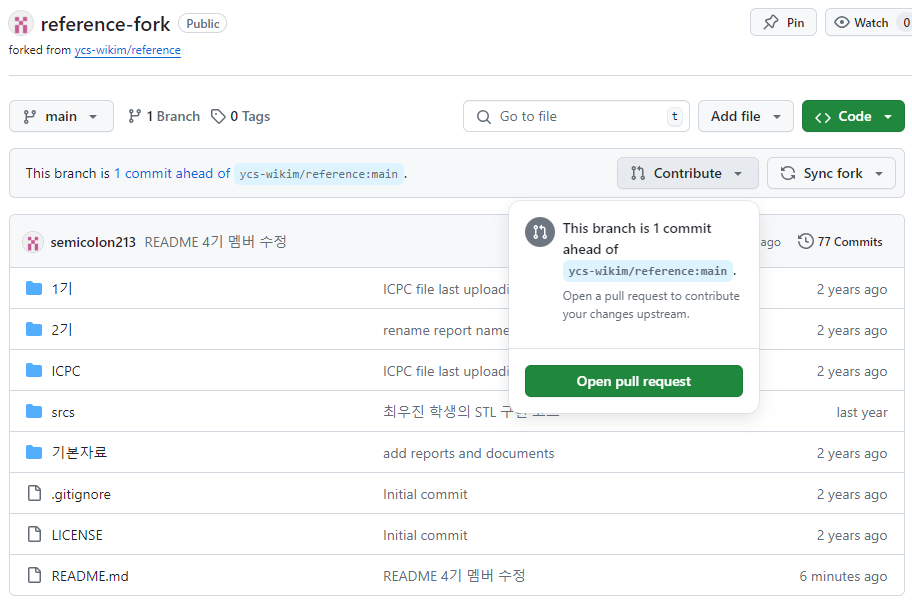 reference-fork Public Pin Watch 0
forked from ycs-wikim/reference
main 1 Branch 0 Tags Go to file t Add file Code
This branch is 1 commit ahead of ycs-wikim/reference:main . Contribute Sync fork
This branch is 1 commit
ahead of
ycs-wikim/reference:main .
Open a pull request to contribute
your changes upstream.
Open pull request
semicolon213 README 4기 멤버 수정 ago 77 Commits
1기 ICPC file last uploadi 2 years ago
2기 rename report name 2 years ago
ICPC ICPC file last uploadi 2 years ago
srcs 최우진 학생의 STL last year
기본자료 add reports and documents 2 years ago
.gitignore Initial commit 2 years ago
LICENSE Initial commit 2 years ago
README.md README 4기 멤버 수정 6 minutes ago